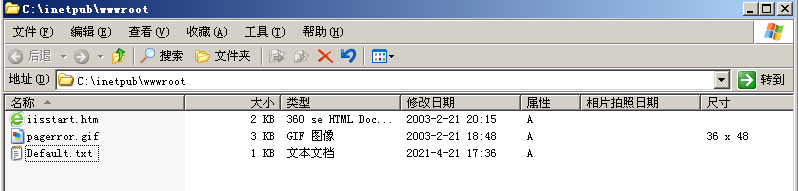 C:\inetpub\wwwroot
文件(F) 编辑(E) 查看(V) 收藏(A) 工具(T) 帮助(H)
后退 搜索 文件夹
地址(D) C:\inetpub\wwwroot 转到
名称 大小 类型 修改日期 属性 相片拍照日期 尺寸
iisstart.htm 2 KB 360 se HTML Doc... 2003-2-21 20:15 A
pagerror.gif 3 KB GIF 图像 2003-2-21 18:48 A 36 x 48
Default.txt 1 KB 文本文档 2021-4-21 17:36 A